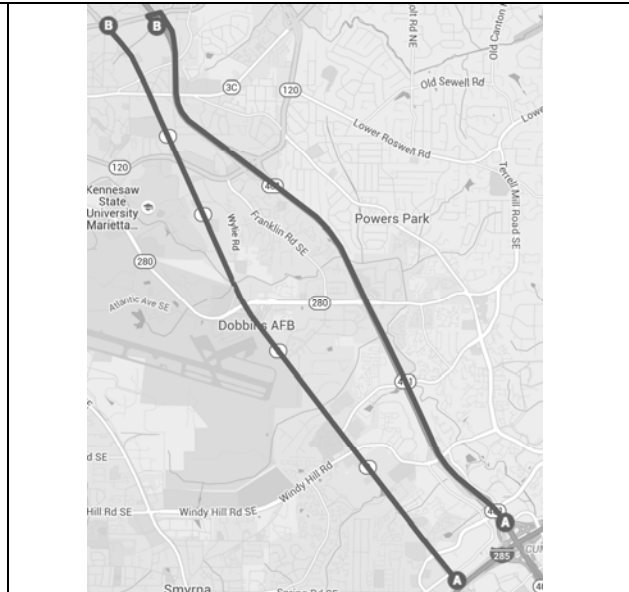 B
B
Old Sewell Rd
3C
120
Lower Roswell Rd
120
Terrell Mill Road SE
Kennesaw
State
University
Marietta...
Powers Park
Wylie Rd
Franklin Rd SE
280
280
Atlantic Ave SE
Dobbins AFB
d SE
Windy Hill Rd
Hill Rd SE
Windy Hill Rd SE
A
285
A
Smyrna